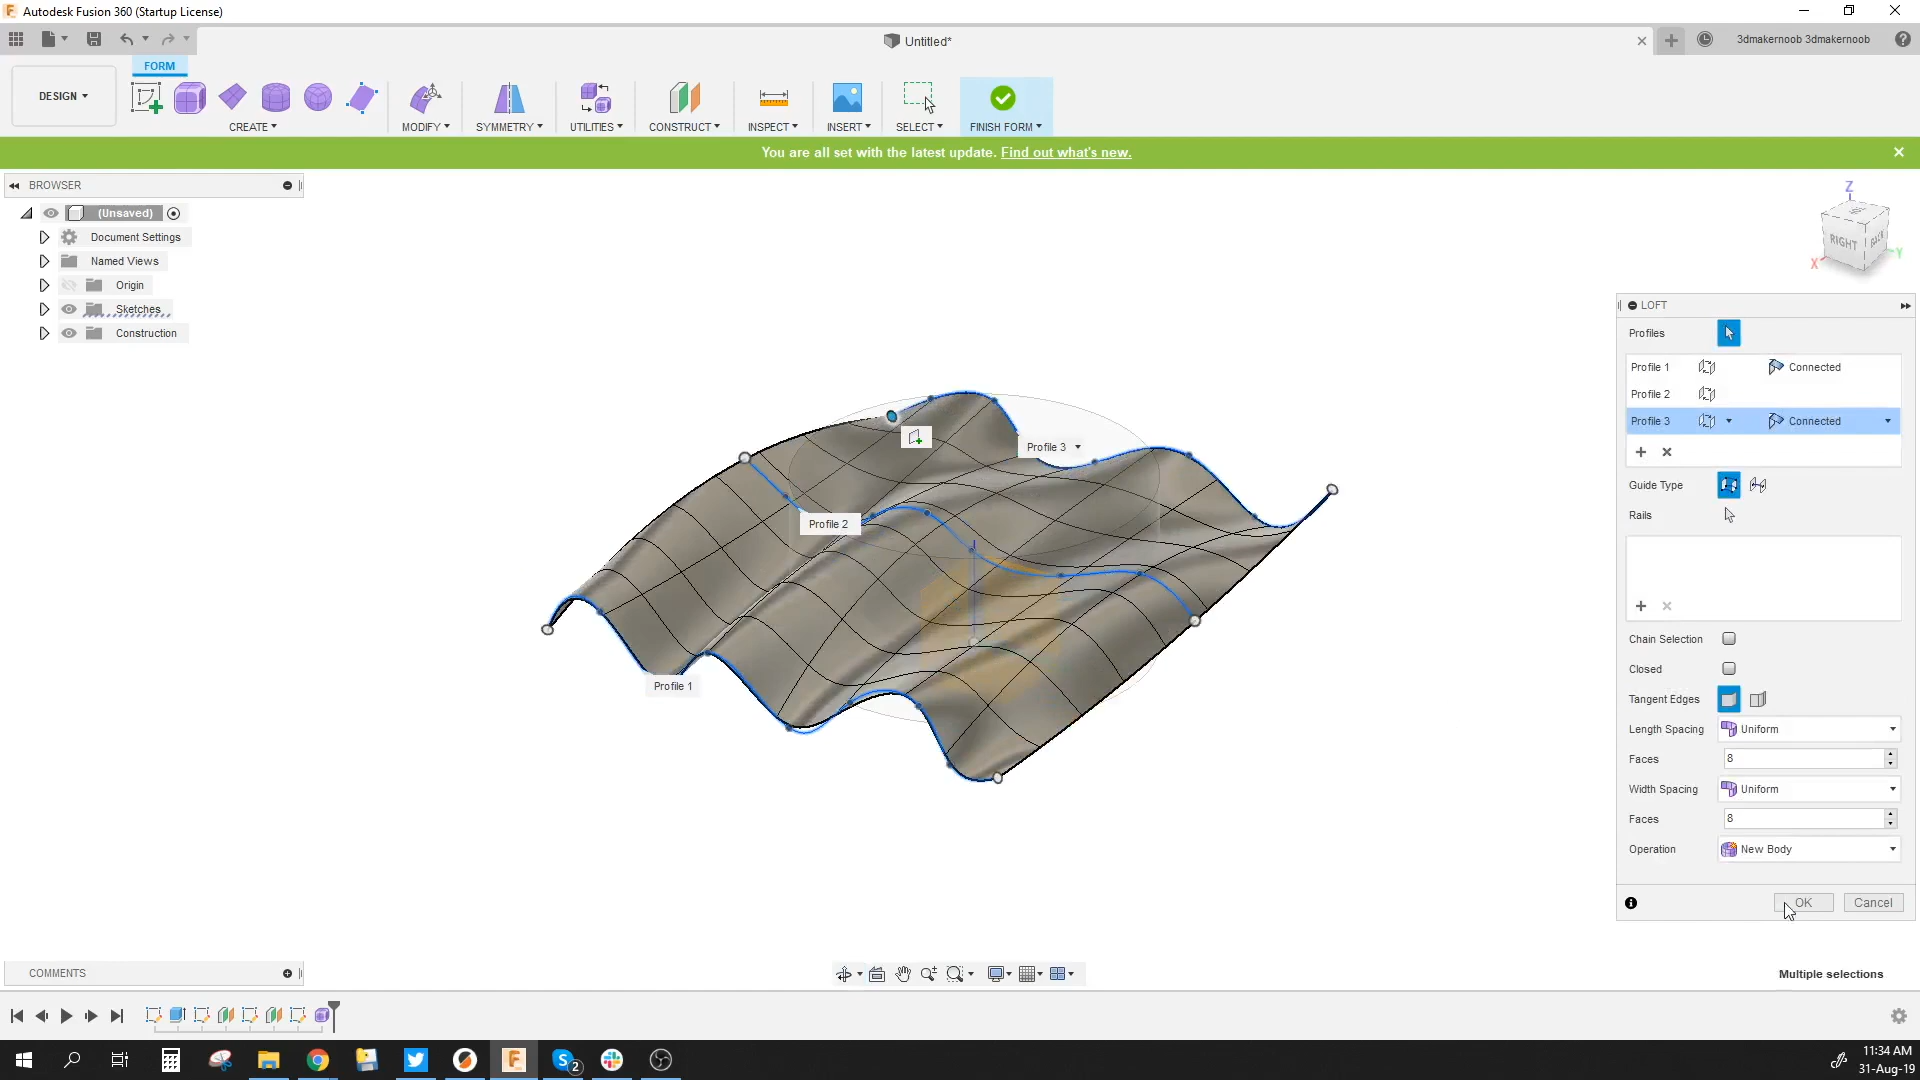 Autodesk Fusion 360 (Startup License)
Untitled*
3dmakernoob 3dmakernoob
FORM
DESIGN
CREATE
MODIFY
SYMMETRY
UTILITIES
CONSTRUCT
INSPECT
INSERT
SELECT
FINISH FORM
You are all set with the latest update. Find out what's new.
BROWSER
(Unsaved)
Document Settings
Named Views
Origin
Sketches
Construction
Z
RIGHT
BACK
X
Y
Profile 3
Profile 2
Profile 1
LOFT
Profiles
Profile 1 Connected
Profile 2
Profile 3 Connected
Guide Type
Rails
Chain Selection
Closed
Tangent Edges
Length Spacing Uniform
Faces 8
Width Spacing Uniform
Faces 8
Operation New Body
OK Cancel
COMMENTS
Multiple selections
2
11:34 AM
31-Aug-19